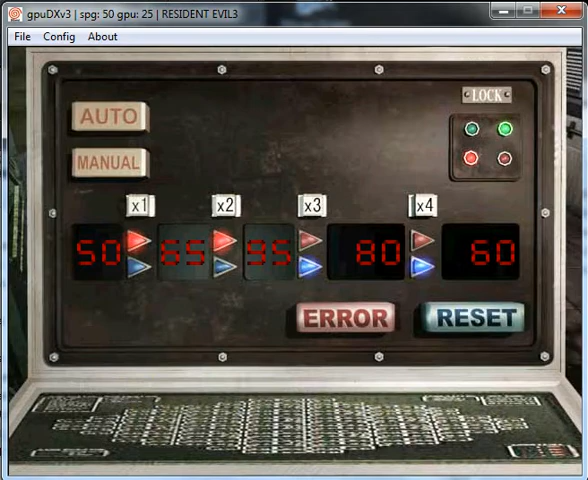 gpuDXv3 | spg: 50 gpu: 25 | RESIDENT EVIL3
File Config About
LOCK
AUTO
MANUAL
x1 x2 x3 x4
50 65 95 80 60
ERROR RESET